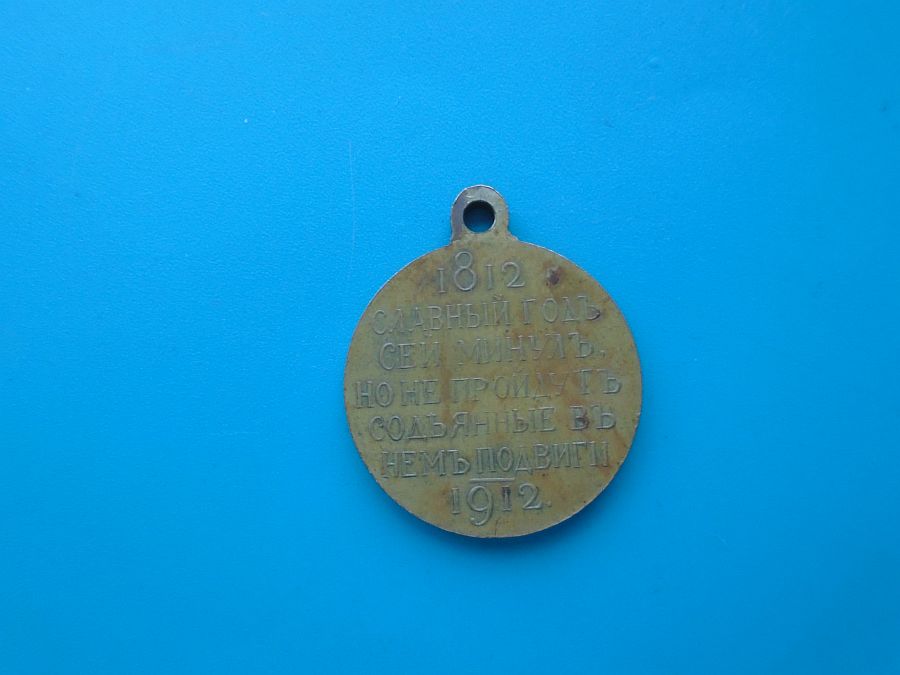 1812
СЛАВНЫЙ ГОДЪ
СЕЙ МИНУЛЪ,
НО НЕ ПРОЙДУТЪ
СОДѢЯННЫЕ ВЪ
НЕМЪ ПОДВИГИ
1912.